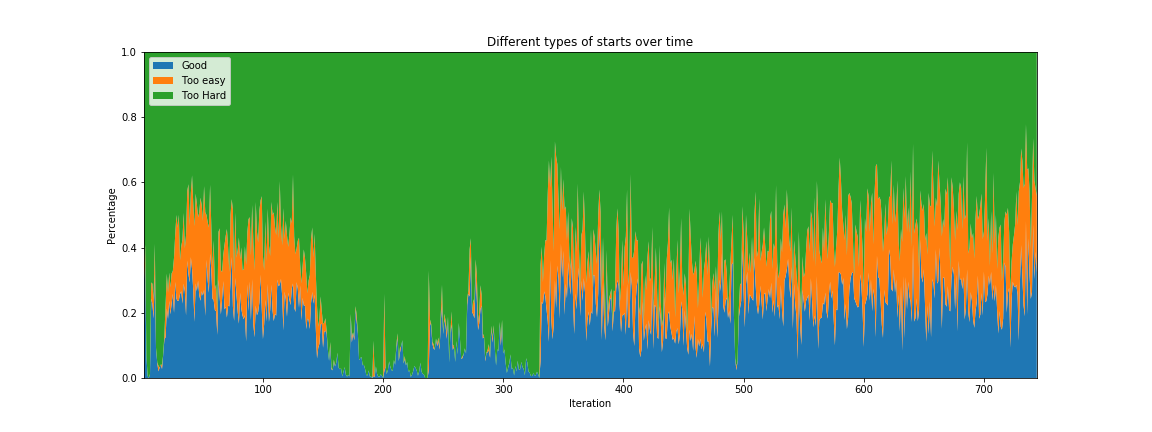 Different types of starts over time
1.0
Good
Too easy
Too Hard
0.8
0.6
Percentage
0.4
0.2
0.0
100 200 300 400 500 600 700
Iteration